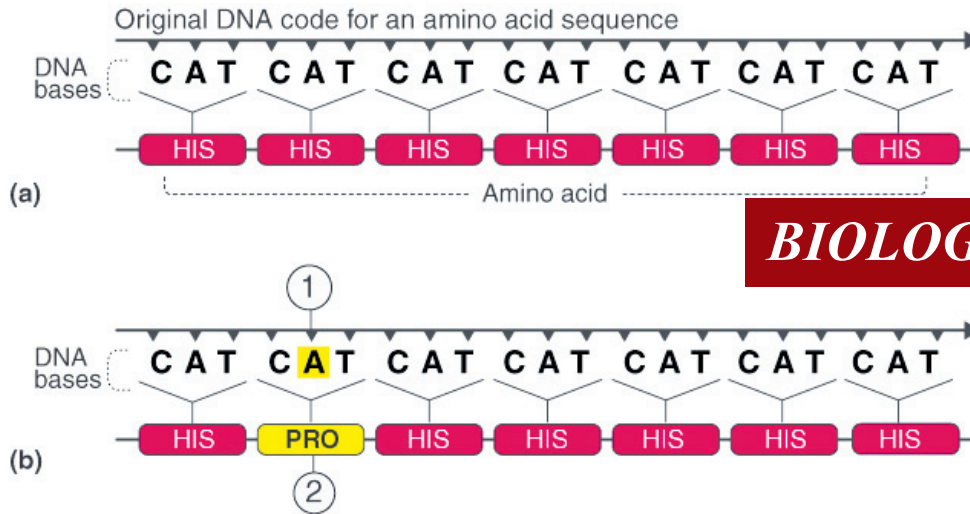 Original DNA code for an amino acid sequence
DNA bases
C A T C A T C A T C A T C A T C A T C A T
HIS HIS HIS HIS HIS HIS HIS
(a)
Amino acid
BIOLOG
1
DNA bases
C A T C A T C A T C A T C A T C A T C A T
HIS PRO HIS HIS HIS HIS HIS
(b)
2